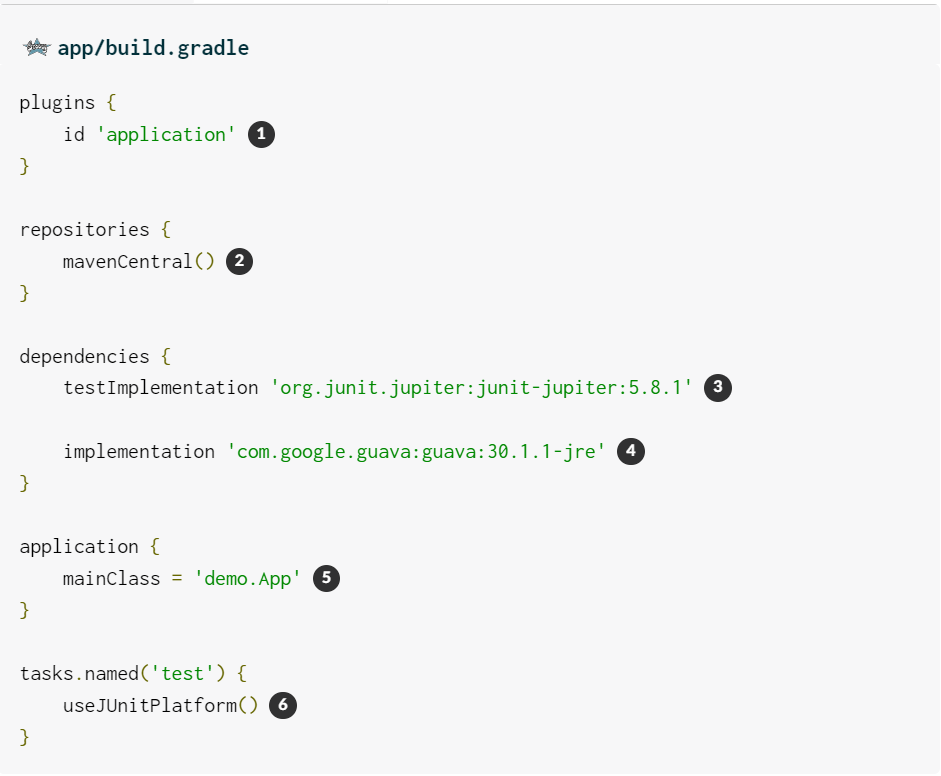 app/build.gradle
plugins {
    id 'application' 1
}
repositories {
    mavenCentral() 2
}
dependencies {
    testImplementation 'org.junit.jupiter:junit-jupiter:5.8.1' 3
    implementation 'com.google.guava:guava:30.1.1-jre' 4
}
application {
    mainClass = 'demo.App' 5
}
tasks.named('test') {
    useJUnitPlatform() 6
}